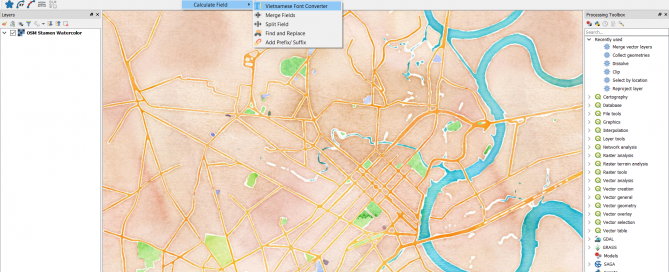 Calculate Field
Vietnamese Font Converter
Merge Fields
Split Field
Find and Replace
Add Prefix/ Suffix
Layers
OSM Stamen Watercolor
Processing Toolbox
Search...
Recently used
Merge vector layers
Collect geometries
Dissolve
Clip
Select by location
Reproject layer
Cartography
Database
File tools
Graphics
Interpolation
Layer tools
Network analysis
Raster analysis
Raster terrain analysis
Raster tools
Vector analysis
Vector creation
Vector general
Vector geometry
Vector overlay
Vector selection
Vector table
GDAL
GRASS
Models
SAGA